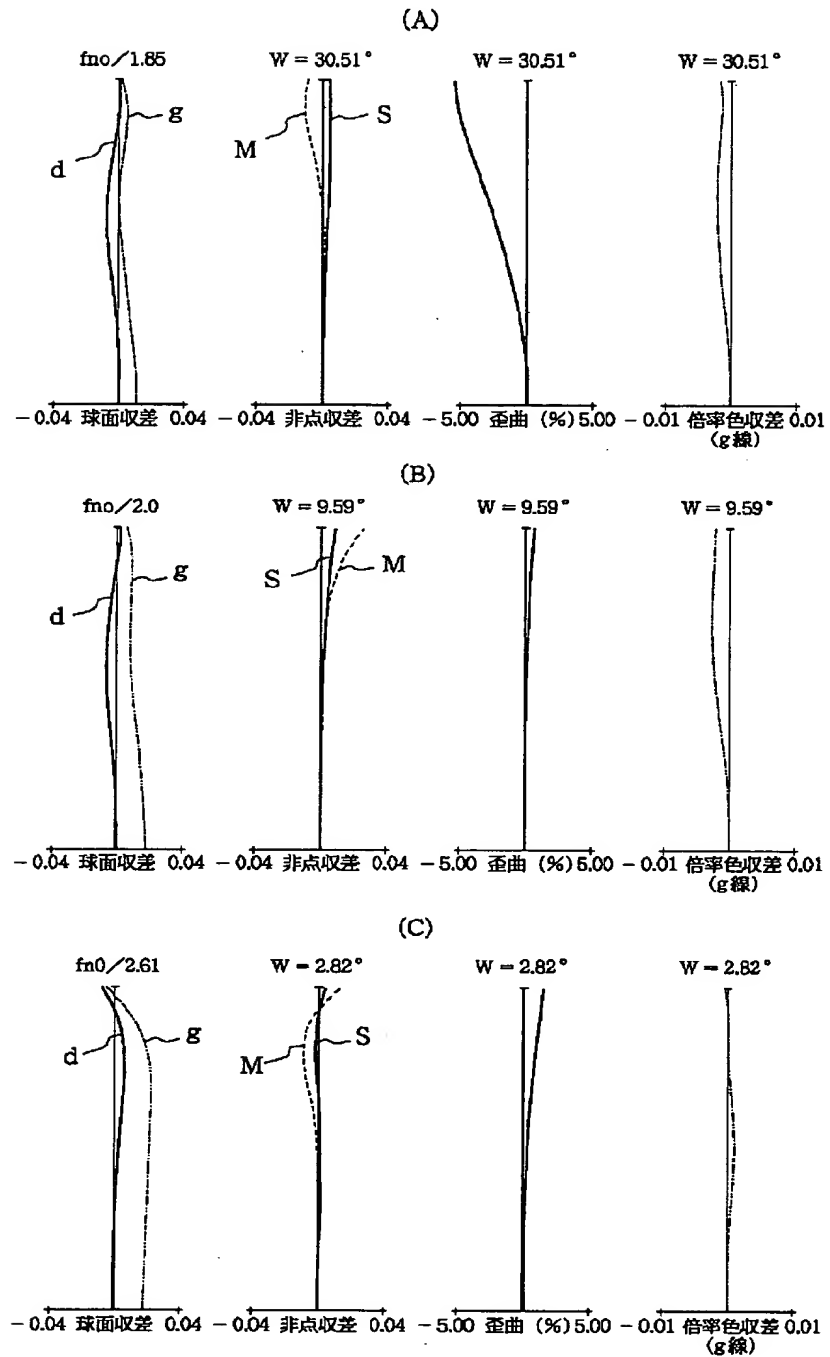 (A)
fno/1.85 W = 30.51° W = 30.51° W = 30.51°
g
S
M
d
-0.04 球面収差 0.04 -0.04 非点収差 0.04 -5.00 歪曲 (%) 5.00 -0.01 倍率色収差 0.01
(g線)
(B)
fno/2.0 W = 9.59° W = 9.59° W = 9.59°
g
S
M
d
-0.04 球面収差 0.04 -0.04 非点収差 0.04 -5.00 歪曲 (%) 5.00 -0.01 倍率色収差 0.01
(g線)
(C)
fn0/2.61 W - 2.82° W - 2.82° W - 2.82°
d
g
M
S
-0.04 球面収差 0.04 -0.04 非点収差 0.04 -5.00 歪曲 (%) 5.00 -0.01 倍率色収差 0.01
(g線)